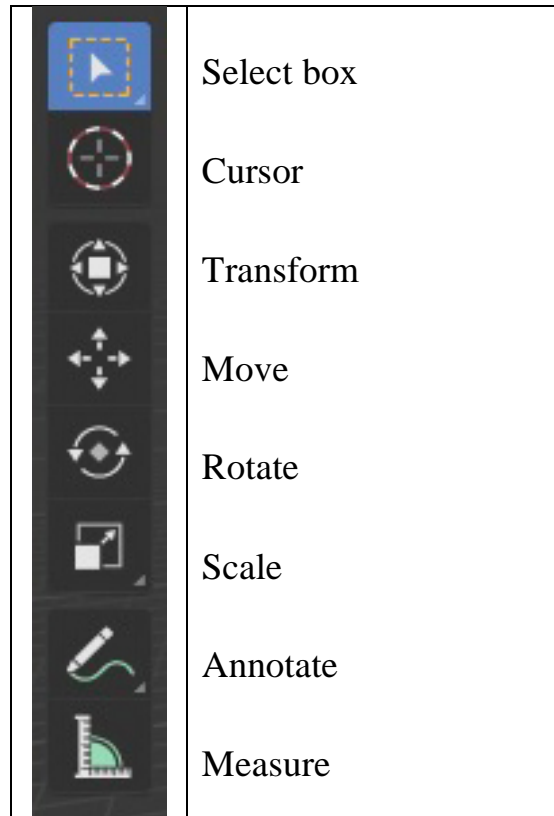 Select box
Cursor
Transform
Move
Rotate
Scale
Annotate
Measure